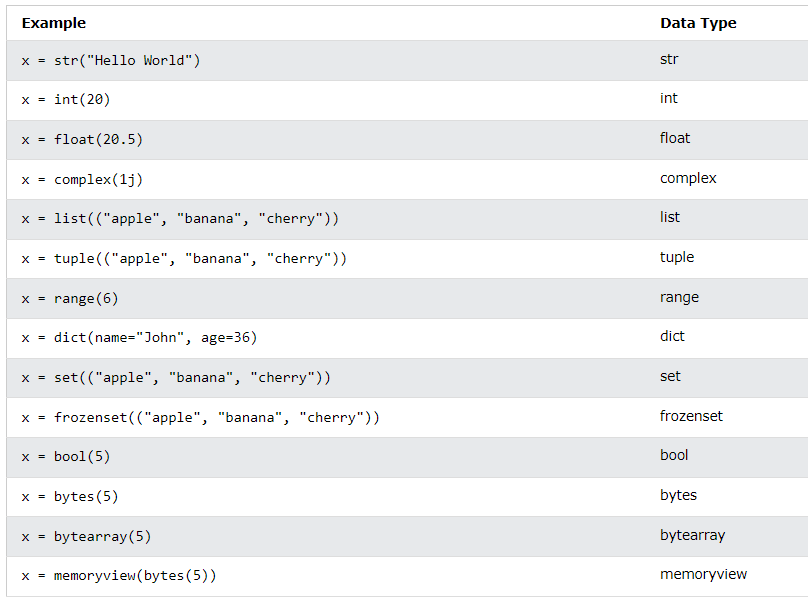 Example Data Type
x = str("Hello World") str
x = int(20) int
x = float(20.5) float
x = complex(1j) complex
x = list(("apple", "banana", "cherry")) list
x = tuple(("apple", "banana", "cherry")) tuple
x = range(6) range
x = dict(name="John", age=36) dict
x = set(("apple", "banana", "cherry")) set
x = frozenset(("apple", "banana", "cherry")) frozenset
x = bool(5) bool
x = bytes(5) bytes
x = bytearray(5) bytearray
x = memoryview(bytes(5)) memoryview